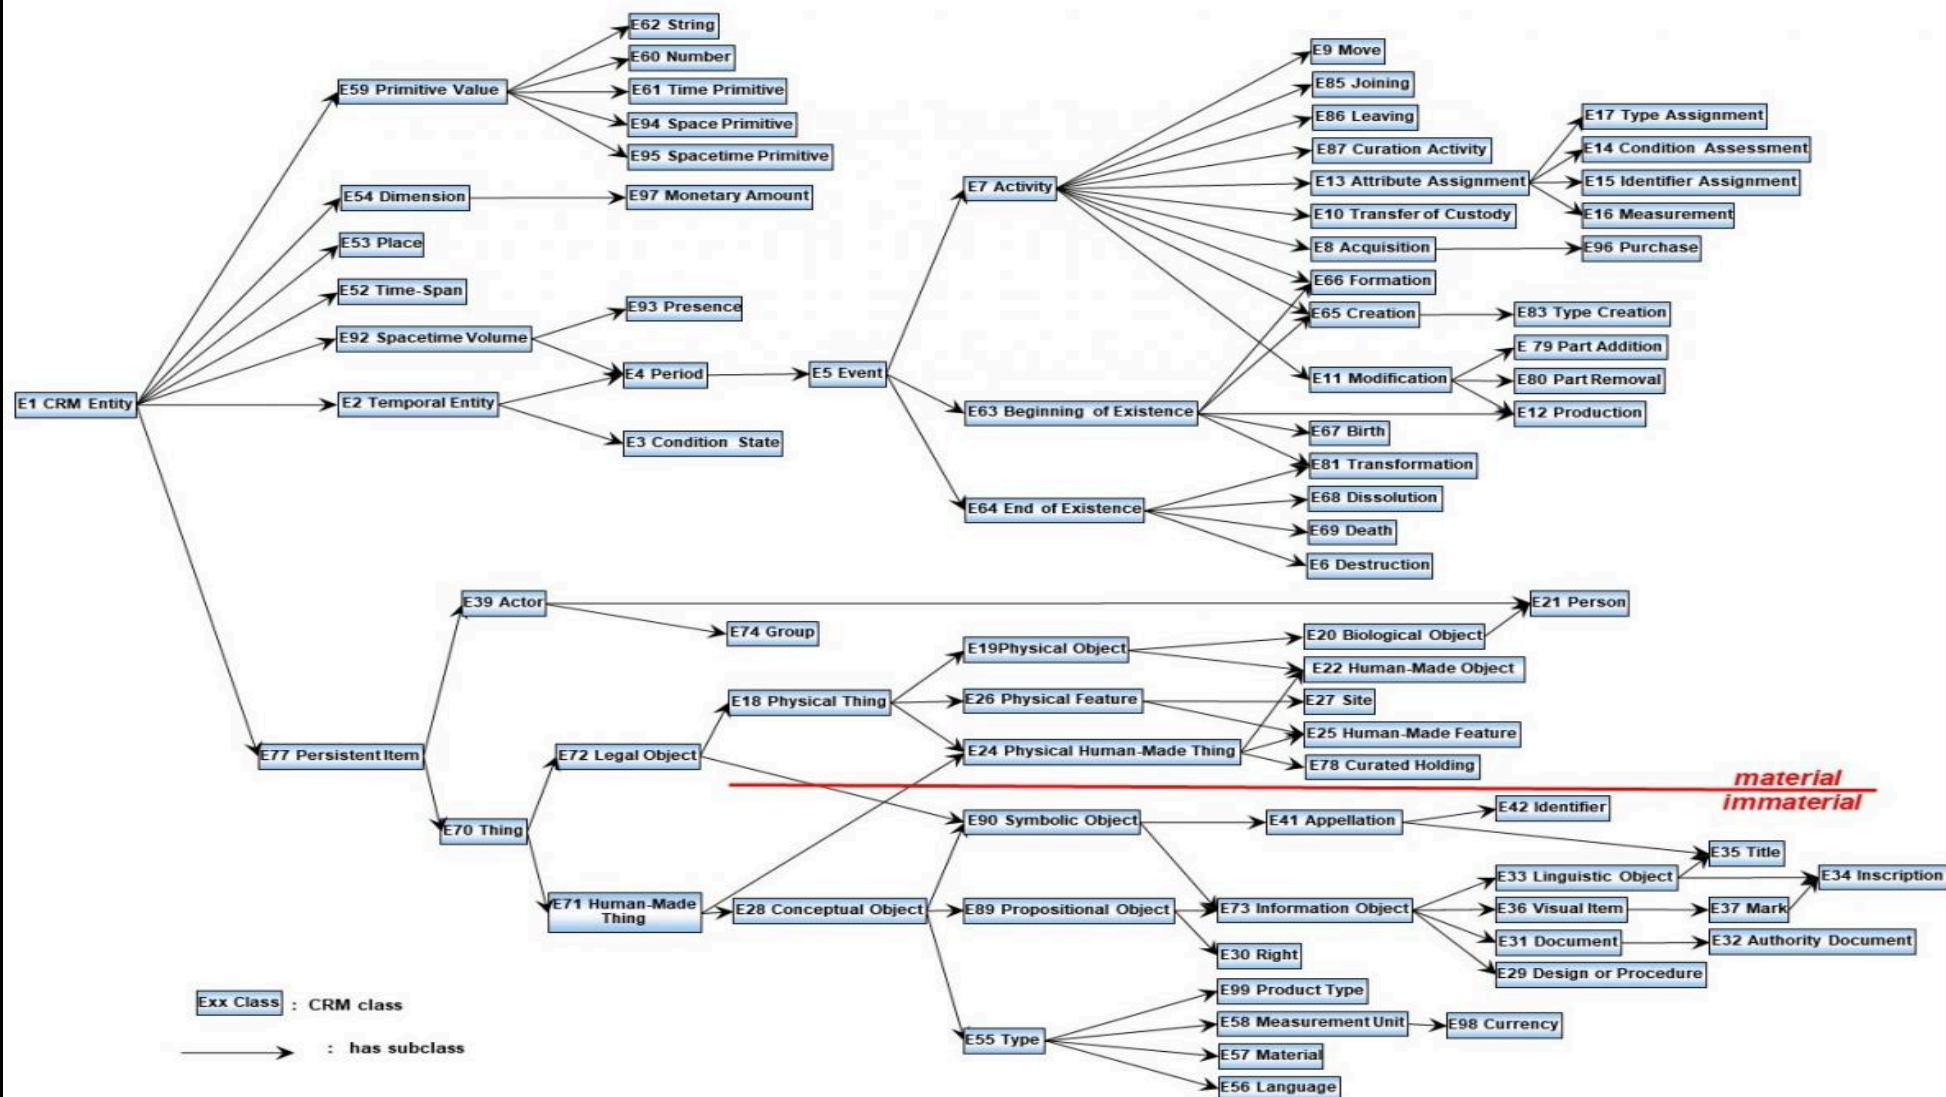 E62 String
E60 Number
E59 Primitive Value
E61 Time Primitive
E94 Space Primitive
E95 Spacetime Primitive
E54 Dimension
E97 Monetary Amount
E53 Place
E52 Time-Span
E93 Presence
E92 Spacetime Volume
E4 Period
E5 Event
E1 CRM Entity
E2 Temporal Entity
E3 Condition State
E9 Move
E85 Joining
E86 Leaving
E17 Type Assignment
E87 Curation Activity
E14 Condition Assessment
E7 Activity
E13 Attribute Assignment
E15 Identifier Assignment
E10 Transfer of Custody
E16 Measurement
E8 Acquisition
E96 Purchase
E66 Formation
E65 Creation
E83 Type Creation
E 79 Part Addition
E11 Modification
E80 Part Removal
E63 Beginning of Existence
E12 Production
E67 Birth
E81 Transformation
E68 Dissolution
E64 End of Existence
E69 Death
E6 Destruction
E39 Actor
E21 Person
E74 Group
E20 Biological Object
E19Physical Object
E22 Human-Made Object
E18 Physical Thing
E26 Physical Feature
E27 Site
E25 Human-Made Feature
E77 Persistent Item
E72 Legal Object
E24 Physical Human-Made Thing
E78 Curated Holding
material
immaterial
E70 Thing
E90 Symbolic Object
E41 Appellation
E42 Identifier
E35 Title
E33 Linguistic Object
E34 Inscription
E71 Human-Made
Thing
E28 Conceptual Object
E89 Propositional Object
E73 Information Object
E36 Visual Item
E37 Mark
E31 Document
E32 Authority Document
E30 Right
E29 Design or Procedure
E99 Product Type
E58 Measurement Unit
E98 Currency
E55 Type
E57 Material
E56 Language
Exx Class : CRM class
: has subclass